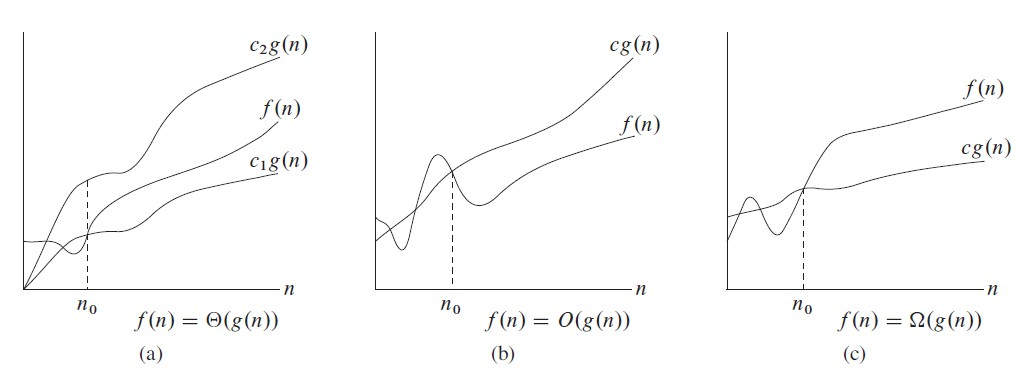 c₂g(n)
f(n)
c₁g(n)
n
n₀
f(n) = Θ(g(n))
(a)
cg(n)
f(n)
n
n₀
f(n) = O(g(n))
(b)
f(n)
cg(n)
n
n₀
f(n) = Ω(g(n))
(c)